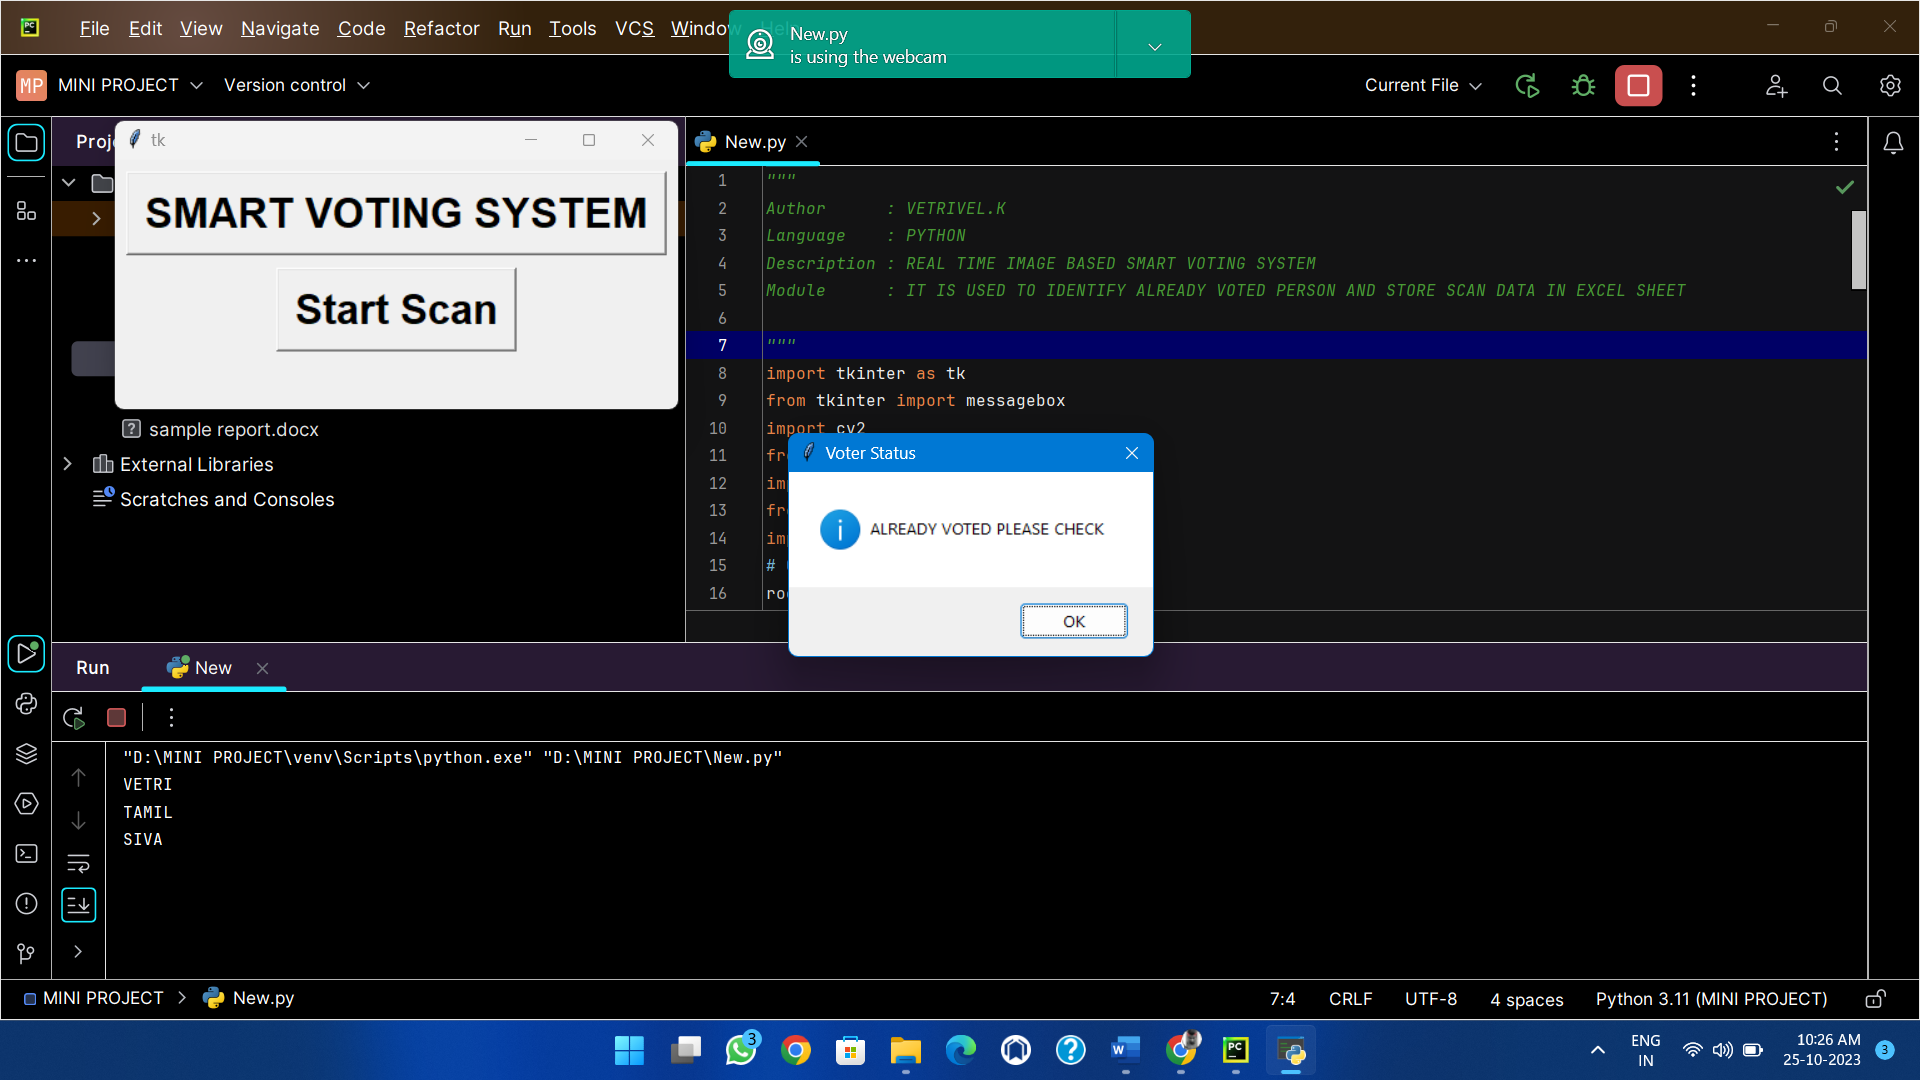 File Edit View Navigate Code Refactor Run Tools VCS Window
New.py
is using the webcam
MP MINI PROJECT Version control Current File
tk
SMART VOTING SYSTEM
Start Scan
sample report.docx
External Libraries
Scratches and Consoles
New.py
1 """
2 Author : VETRIVEL.K
3 Language : PYTHON
4 Description : REAL TIME IMAGE BASED SMART VOTING SYSTEM
5 Module : IT IS USED TO IDENTIFY ALREADY VOTED PERSON AND STORE SCAN DATA IN EXCEL SHEET
6
7 """
8 import tkinter as tk
9 from tkinter import messagebox
10 import cv2
11
12
13
14
15 #
16
Voter Status
ALREADY VOTED PLEASE CHECK
OK
Run New
"D:\MINI PROJECT\venv\Scripts\python.exe" "D:\MINI PROJECT\New.py"
VETRI
TAMIL
SIVA
MINI PROJECT > New.py
7:4 CRLF UTF-8 4 spaces Python 3.11 (MINI PROJECT)
3
W
PC
ENG
IN
10:26 AM
25-10-2023
3